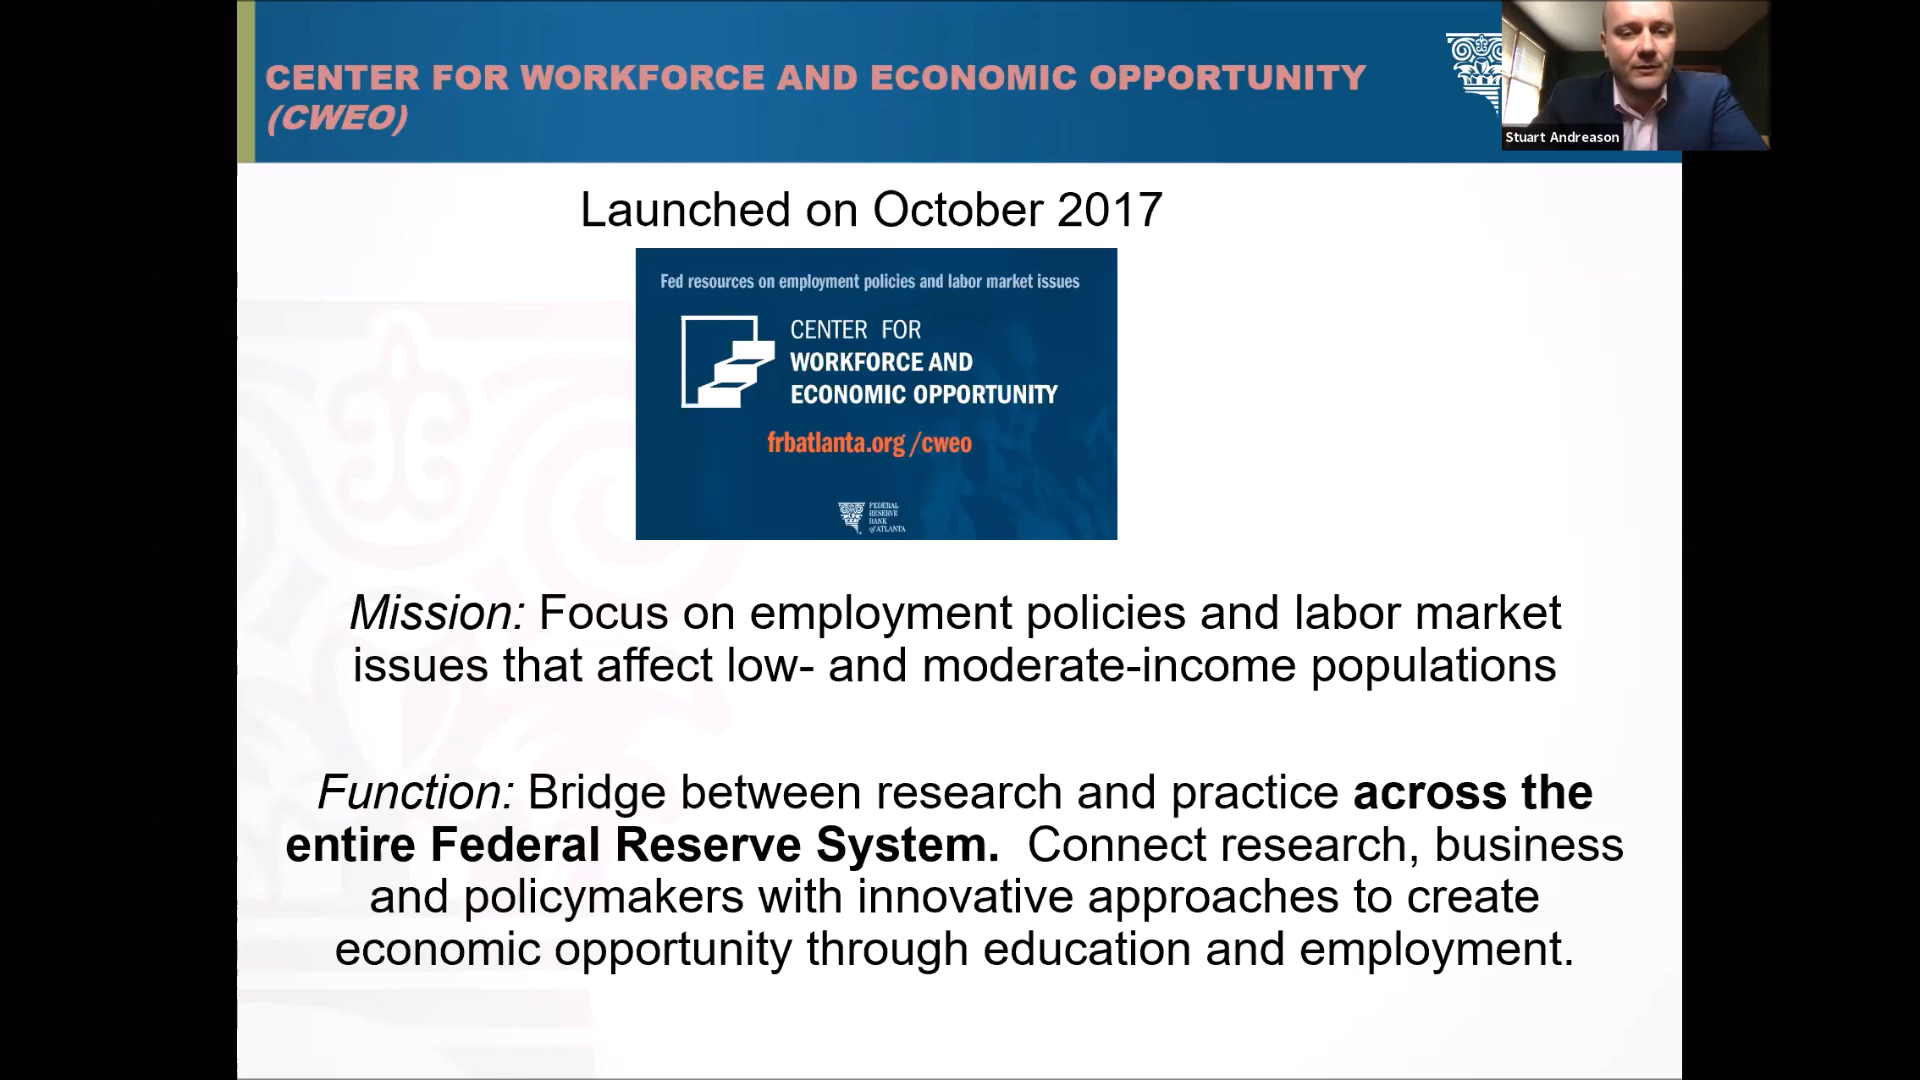 CENTER FOR WORKFORCE AND ECONOMIC OPPORTUNITY
(CWEO)
Stuart Andreason
Launched on October 2017
Fed resources on employment policies and labor market issues
CENTER FOR
WORKFORCE AND
ECONOMIC OPPORTUNITY
frbatlanta.org/cweo
FEDERAL
RESERVE
BANK
of ATLANTA
Mission: Focus on employment policies and labor market
issues that affect low- and moderate-income populations
Function: Bridge between research and practice across the
entire Federal Reserve System. Connect research, business
and policymakers with innovative approaches to create
economic opportunity through education and employment.